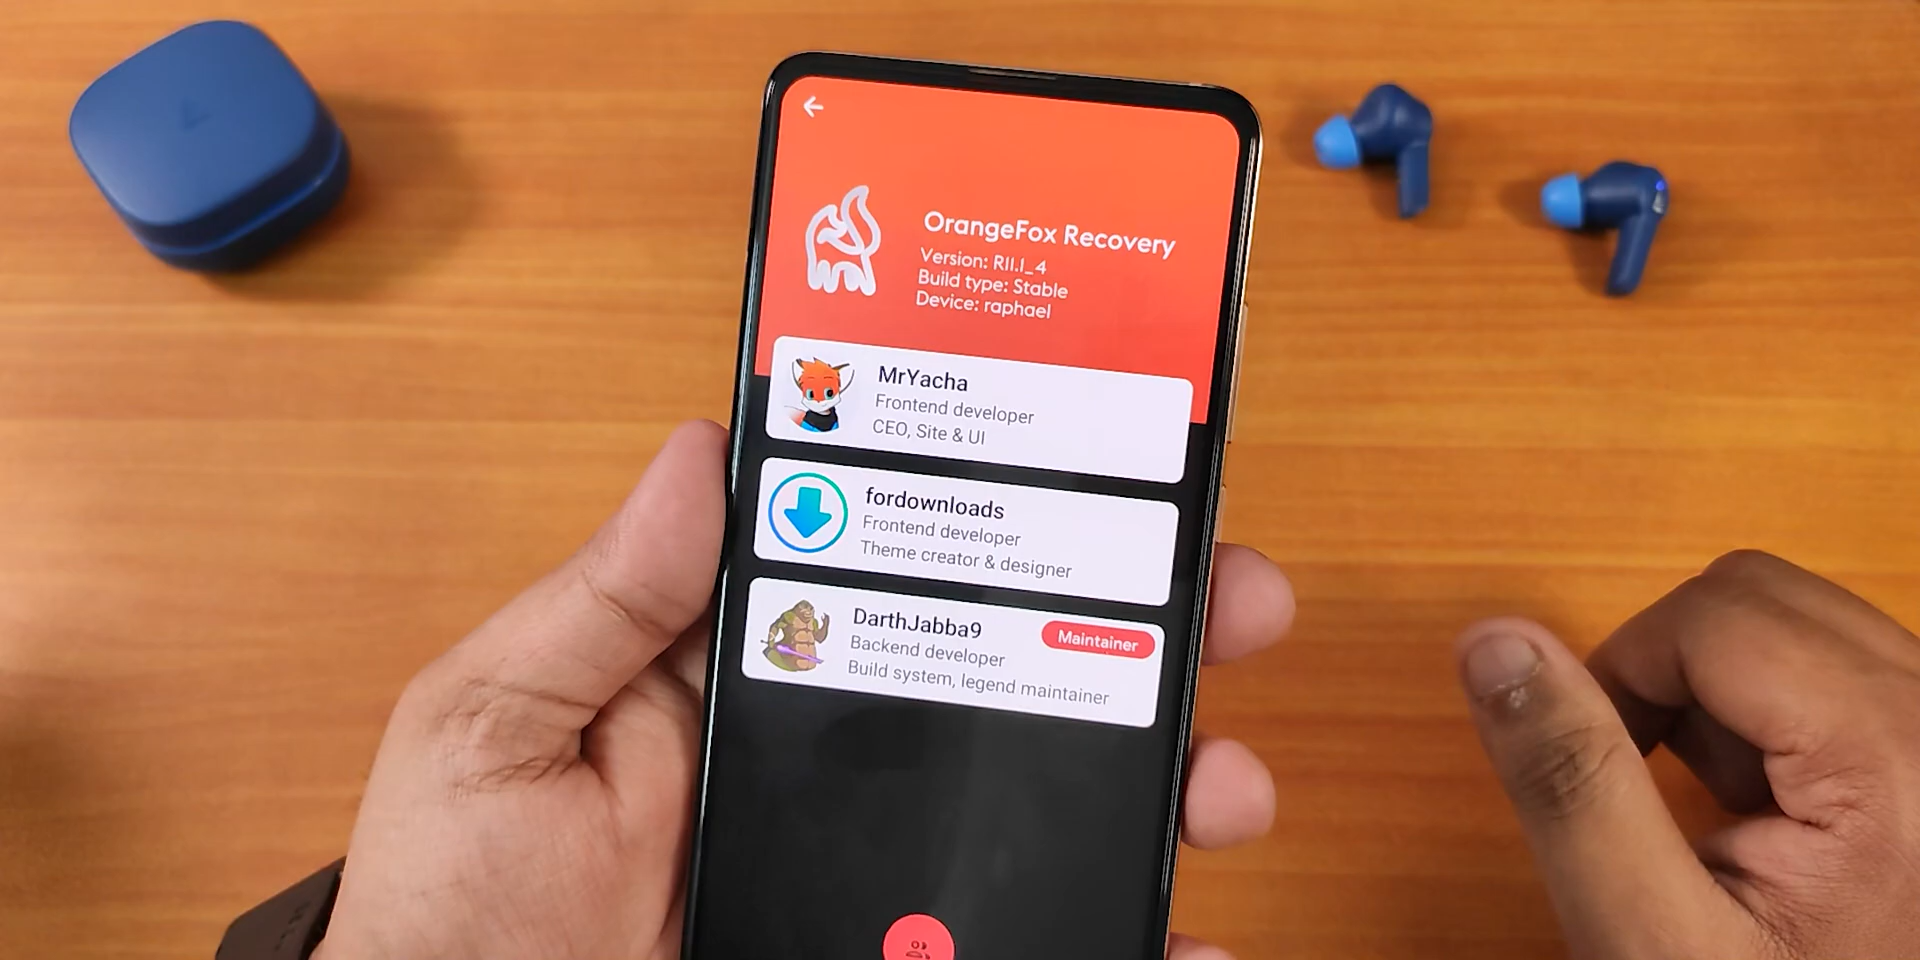 OrangeFox Recovery
Version: R11.1_4
Build type: Stable
Device: raphael
MrYacha
Frontend developer
CEO, Site & UI
fordownloads
Frontend developer
Theme creator & designer
DarthJabba9
Maintainer
Backend developer
Build system, legend maintainer